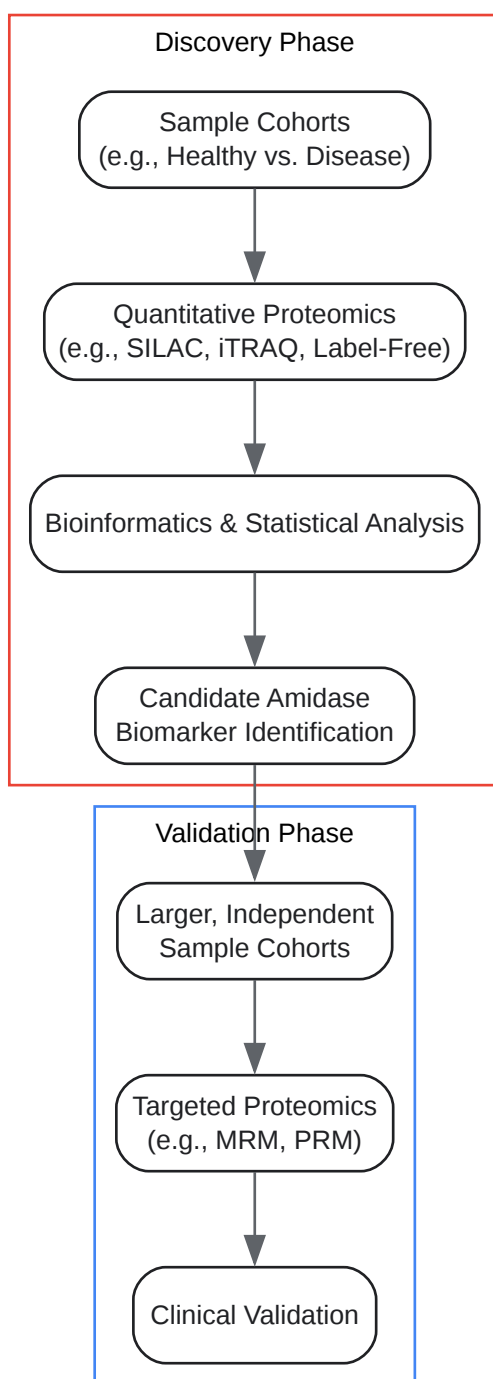 Discovery Phase
Sample Cohorts
(e.g., Healthy vs. Disease)
Quantitative Proteomics
(e.g., SILAC, iTRAQ, Label-Free)
Bioinformatics & Statistical Analysis
Candidate Amidase
Biomarker Identification
Validation Phase
Larger, Independent
Sample Cohorts
Targeted Proteomics
(e.g., MRM, PRM)
Clinical Validation